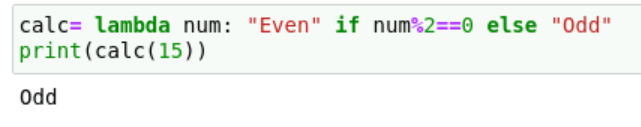 calc= lambda num: "Even" if num%2==0 else "Odd"
print(calc(15))
Odd